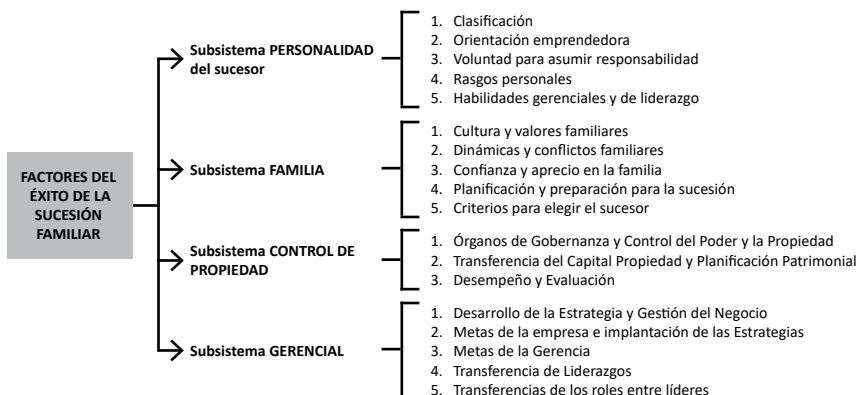 FACTORES DEL
ÉXITO DE LA
SUCESIÓN
FAMILIAR
Subsistema PERSONALIDAD
del sucesor
1. Clasificación
2. Orientación emprendedora
3. Voluntad para asumir responsabilidad
4. Rasgos personales
5. Habilidades gerenciales y de liderazgo
Subsistema FAMILIA
1. Cultura y valores familiares
2. Dinámicas y conflictos familiares
3. Confianza y aprecio en la familia
4. Planificación y preparación para la sucesión
5. Criterios para elegir el sucesor
Subsistema CONTROL DE
PROPIEDAD
1. Órganos de Gobernanza y Control del Poder y la Propiedad
2. Transferencia del Capital Propiedad y Planificación Patrimonial
3. Desempeño y Evaluación
Subsistema GERENCIAL
1. Desarrollo de la Estrategia y Gestión del Negocio
2. Metas de la empresa e implantación de las Estrategias
3. Metas de la Gerencia
4. Transferencia de Liderazgos
5. Transferencias de los roles entre líderes